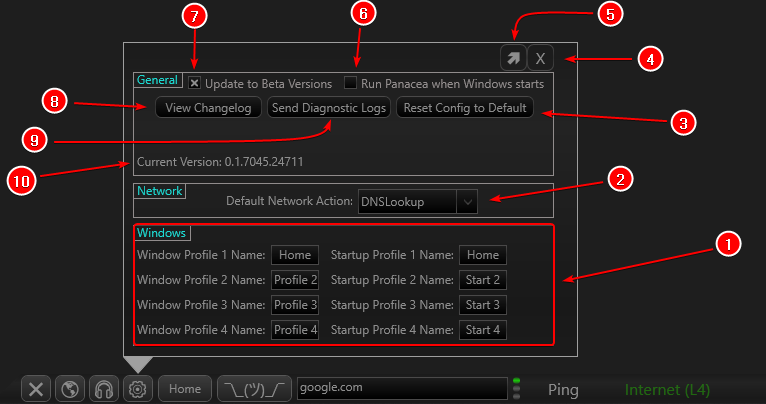 7
6
5
X
4
General
Update to Beta Versions
Run Panacea when Windows starts
8
View Changelog
Send Diagnostic Logs
Reset Config to Default
3
9
Current Version: 0.1.7045.24711
10
Network
2
Default Network Action: DNSLookup
Windows
1
Window Profile 1 Name: Home Startup Profile 1 Name: Home
Window Profile 2 Name: Profile 2 Startup Profile 2 Name: Start 2
Window Profile 3 Name: Profile 3 Startup Profile 3 Name: Start 3
Window Profile 4 Name: Profile 4 Startup Profile 4 Name: Start 4
Home ¯\_(ツ)_/¯ google.com Ping Internet (L4)